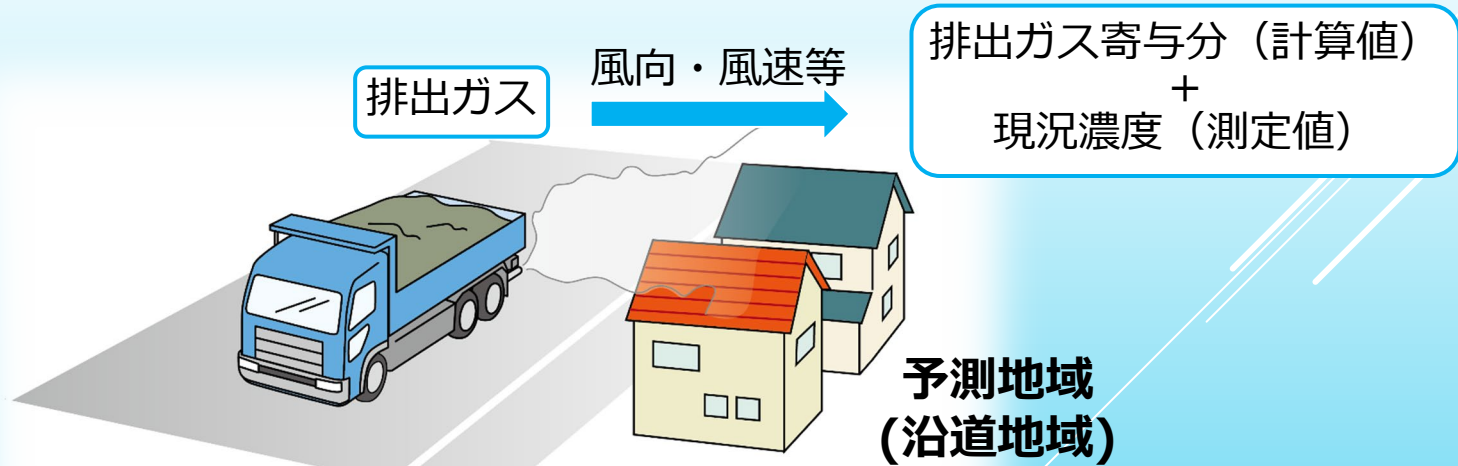 排出ガス
風向・風速等
排出ガス寄与分（計算値）
+
現況濃度（測定値）
予測地域
(沿道地域)